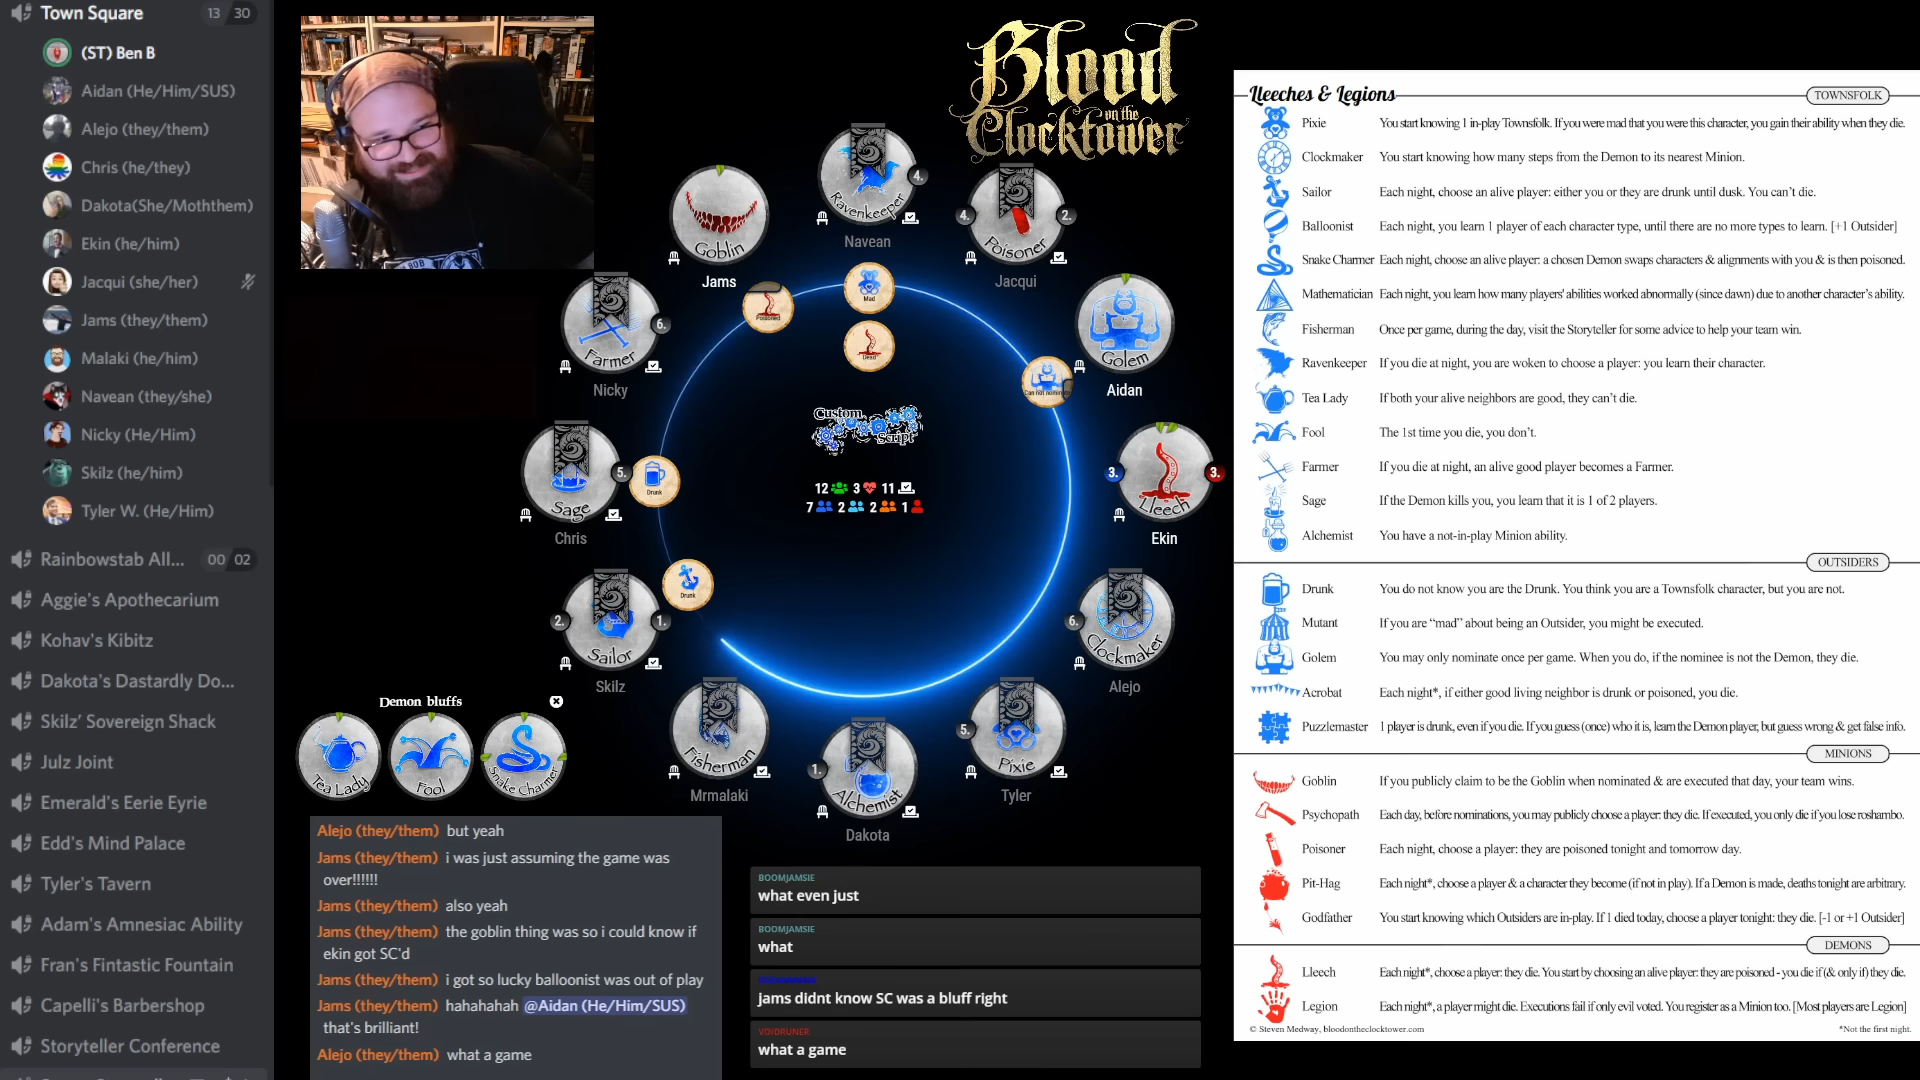 Town Square 13 30
(ST) Ben B
Aidan (He/Him/SUS)
Alejo (they/them)
Chris (he/they)
Dakota(She/Moththem)
Ekin (he/him)
Jacqui (she/her)
Jams (they/them)
Malaki (he/him)
Navean (they/she)
Nicky (He/Him)
Skilz (he/him)
Tyler W. (He/Him)
Rainbowstab All... 00 02
Aggie's Apothecarium
Kohav's Kibitz
Dakota's Dastardly Do...
Skilz’ Sovereign Shack
Julz Joint
Emerald's Eerie Eyrie
Edd's Mind Palace
Tyler's Tavern
Adam's Amnesiac Ability
Fran's Fintastic Fountain
Capelli's Barbershop
Storyteller Conference
Blood
on the
Clocktower
Ravenkeeper
4.
Navean
Goblin
Jams
4.
Poisoner
2.
Jacqui
Farmer
6.
Nicky
Golem
Aidan
Sage
5.
Chris
3.
Lleech
3.
Ekin
2.
Sailor
1.
Skilz
6.
Clockmaker
Alejo
Fisherman
Mrmalaki
1.
Alchemist
Dakota
5.
Pixie
Tyler
Poisoned
Mad
Dead
Can not nominate
Drunk
Drunk
Custom
Script
12 3 11
7 2 2 1
Demon bluffs
Tea Lady
Fool
Snake Charmer
Alejo (they/them) but yeah
Jams (they/them) i was just assuming the game was
over!!!!!!
Jams (they/them) also yeah
Jams (they/them) the goblin thing was so i could know if
ekin got SC'd
Jams (they/them) i got so lucky balloonist was out of play
Jams (they/them) hahahahah @Aidan (He/Him/SUS)
that's brilliant!
Alejo (they/them) what a game
BOOMJAMSIE
what even just
BOOMJAMSIE
what
jams didnt know SC was a bluff right
VOIDRUNER
what a game
Lleeches & Legions
TOWNSFOLK
Pixie You start knowing 1 in-play Townsfolk. If you were mad that you were this character, you gain their ability when they die.
Clockmaker You start knowing how many steps from the Demon to its nearest Minion.
Sailor Each night, choose an alive player: either you or they are drunk until dusk. You can't die.
Balloonist Each night, you learn 1 player of each character type, until there are no more types to learn. [+1 Outsider]
Snake Charmer Each night, choose an alive player: a chosen Demon swaps characters & alignments with you & is then poisoned.
Mathematician Each night, you learn how many players' abilities worked abnormally (since dawn) due to another character's ability.
Fisherman Once per game, during the day, visit the Storyteller for some advice to help your team win.
Ravenkeeper If you die at night, you are woken to choose a player: you learn their character.
Tea Lady If both your alive neighbors are good, they can't die.
Fool The 1st time you die, you don't.
Farmer If you die at night, an alive good player becomes a Farmer.
Sage If the Demon kills you, you learn that it is 1 of 2 players.
Alchemist You have a not-in-play Minion ability.
OUTSIDERS
Drunk You do not know you are the Drunk. You think you are a Townsfolk character, but you are not.
Mutant If you are “mad” about being an Outsider, you might be executed.
Golem You may only nominate once per game. When you do, if the nominee is not the Demon, they die.
Acrobat Each night*, if either good living neighbor is drunk or poisoned, you die.
Puzzlemaster 1 player is drunk, even if you die. If you guess (once) who it is, learn the Demon player, but guess wrong & get false info.
MINIONS
Goblin If you publicly claim to be the Goblin when nominated & are executed that day, your team wins.
Psychopath Each day, before nominations, you may publicly choose a player: they die. If executed, you only die if you lose roshambo.
Poisoner Each night, choose a player: they are poisoned tonight and tomorrow day.
Pit-Hag Each night*, choose a player & a character they become (if not in play). If a Demon is made, deaths tonight are arbitrary.
Godfather You start knowing which Outsiders are in-play. If 1 died today, choose a player tonight: they die. [-1 or +1 Outsider]
DEMONS
Lleech Each night*, choose a player: they die. You start by choosing an alive player: they are poisoned - you die if (& only if) they die.
Legion Each night*, a player might die. Executions fail if only evil voted. You register as a Minion too. [Most players are Legion]
© Steven Medway, bloodontheclocktower.com *Not the first night.